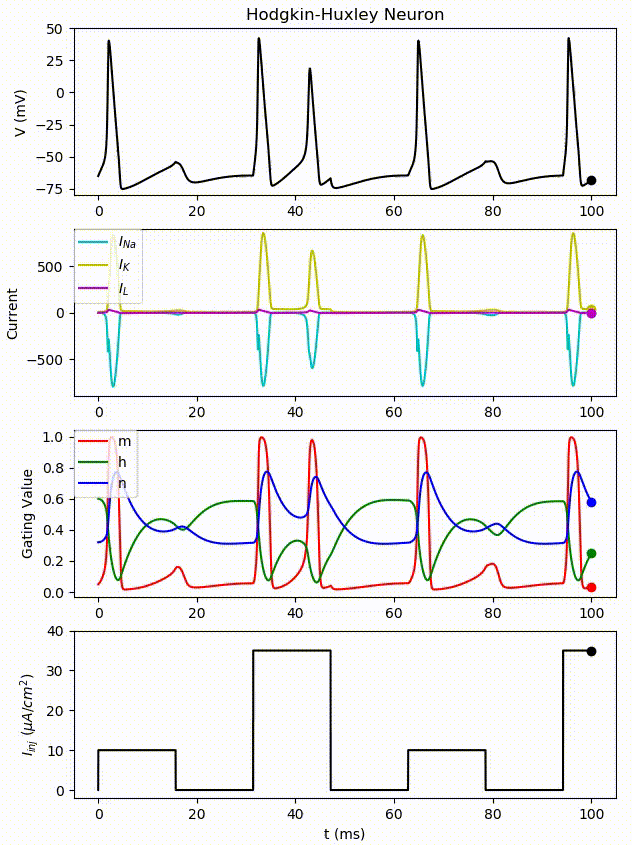 Hodgkin-Huxley Neuron
50
25
0
−25
−50
−75
V (mV)
0 20 40 60 80 100
I_Na
I_K
I_L
500
0
−500
Current
0 20 40 60 80 100
m
h
n
1.0
0.8
0.6
0.4
0.2
0.0
Gating Value
0 20 40 60 80 100
40
30
20
10
0
I_inj (μA/cm²)
0 20 40 60 80 100
t (ms)